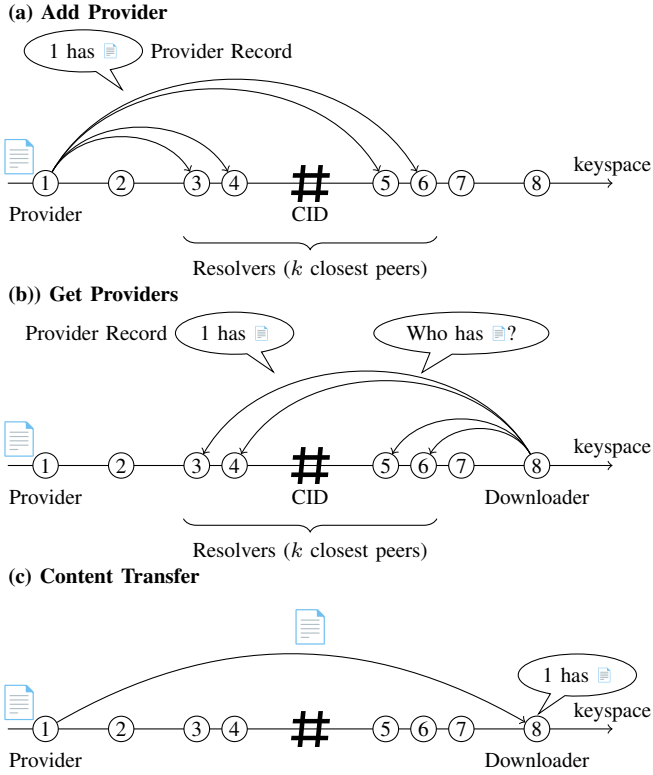 (a) Add Provider
1 has
Provider Record
1 2 3 4 # 5 6 7 8
keyspace
Provider
CID
Resolvers (k closest peers)
(b)) Get Providers
Provider Record
1 has
Who has ?
1 2 3 4 # 5 6 7 8
keyspace
Provider
CID
Downloader
Resolvers (k closest peers)
(c) Content Transfer
1 has
1 2 3 4 # 5 6 7 8
keyspace
Provider
Downloader